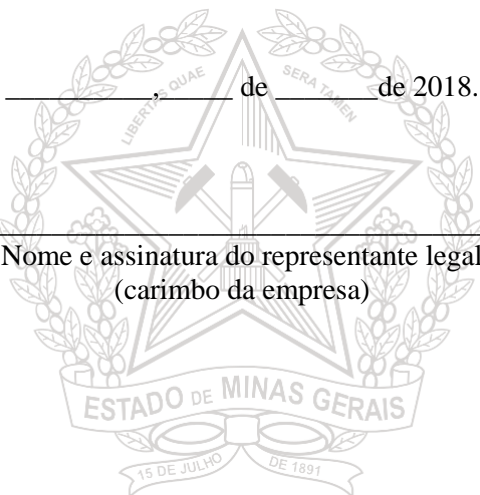 __________,_____ de _______de 2018.
LIBERTAS QUAE SERA TAMEN
Nome e assinatura do representante legal
(carimbo da empresa)
ESTADO DE MINAS GERAIS
15 DE JULHO DE 1891